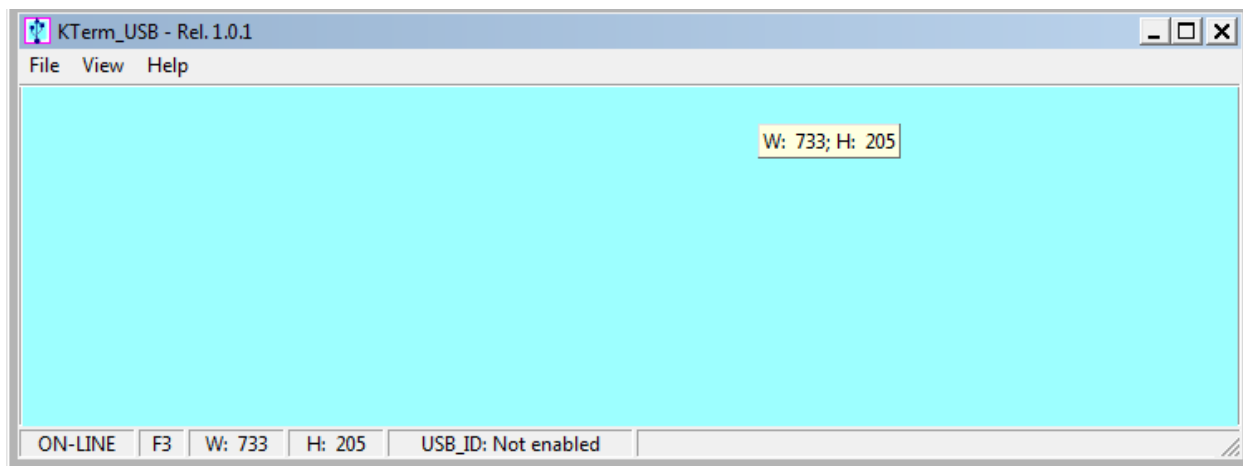 KTerm_USB - Rel. 1.0.1
File View Help
W: 733; H: 205
ON-LINE F3 W: 733 H: 205 USB_ID: Not enabled